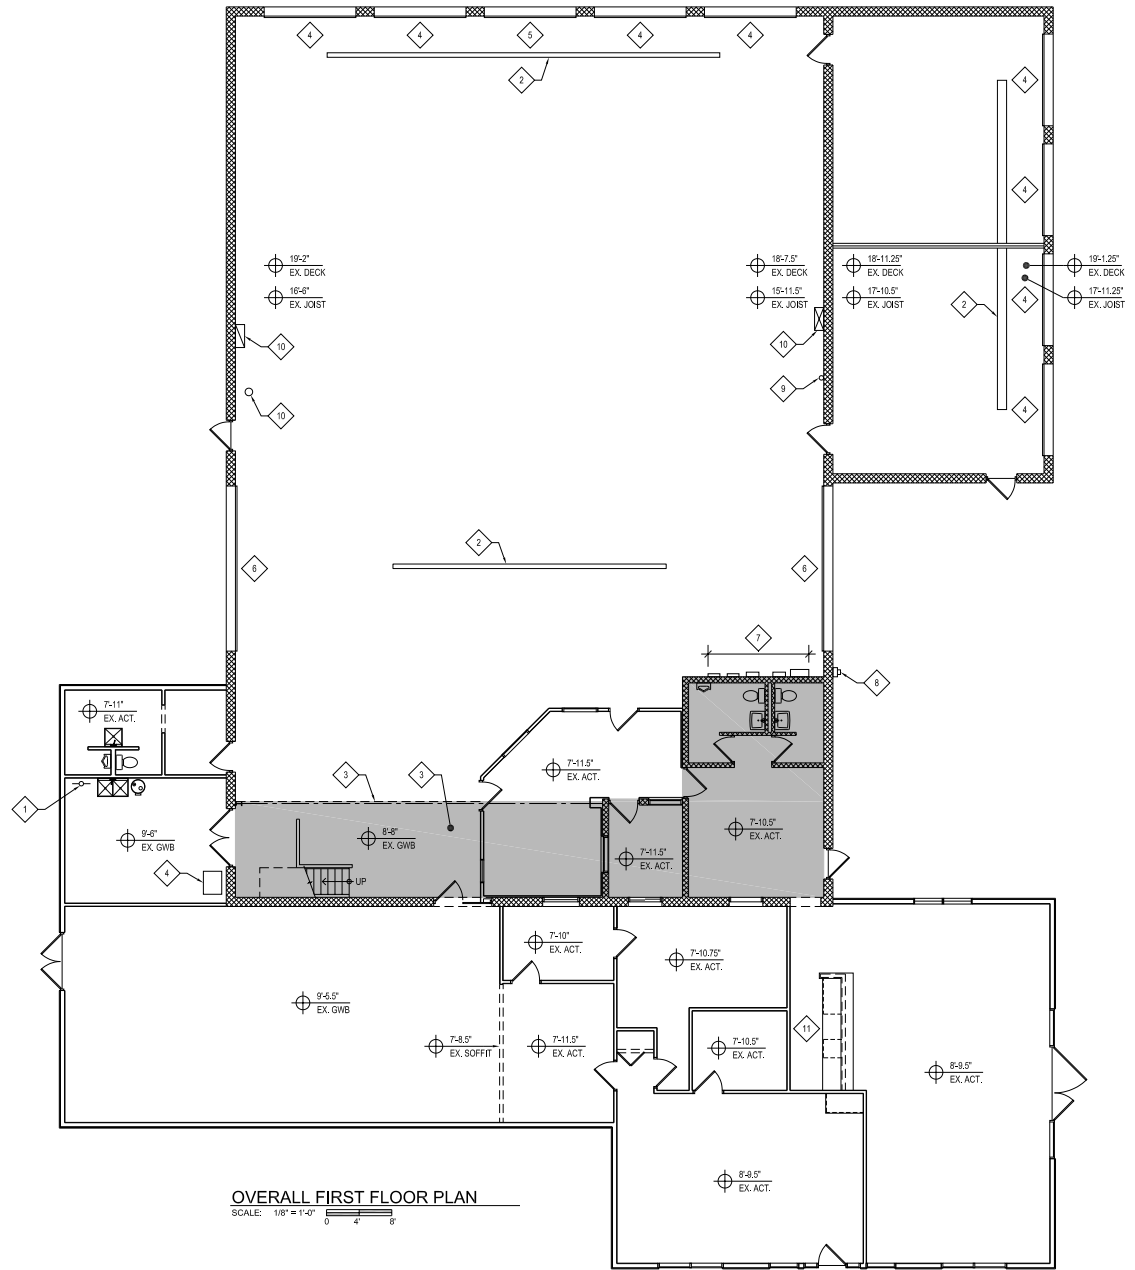 4
4
5
4
4
2
4
4
19'-2"
EX. DECK
16'-6"
EX. JOIST
18'-7.5"
EX. DECK
15'-11.5"
EX. JOIST
18'-11.25"
EX. DECK
17'-10.5"
EX. JOIST
19'-1.25"
EX. DECK
17'-11.25"
EX. JOIST
4
2
10
10
9
10
4
2
6
6
7
8
7'-11"
EX. ACT.
7'-11.5"
EX. ACT.
3
3
1
9'-6"
EX. GWB
8'-8"
EX. GWB
7'-10.5"
EX. ACT.
7'-11.5"
EX. ACT.
4
UP
7'-10"
EX. ACT.
7'-10.75"
EX. ACT.
9'-5.5"
EX. GWB
7'-8.5"
EX. SOFFIT
7'-11.5"
EX. ACT.
7'-10.5"
EX. ACT.
11
8'-9.5"
EX. ACT.
8'-9.5"
EX. ACT.
OVERALL FIRST FLOOR PLAN
SCALE: 1/8" = 1'-0"
0 4' 8'